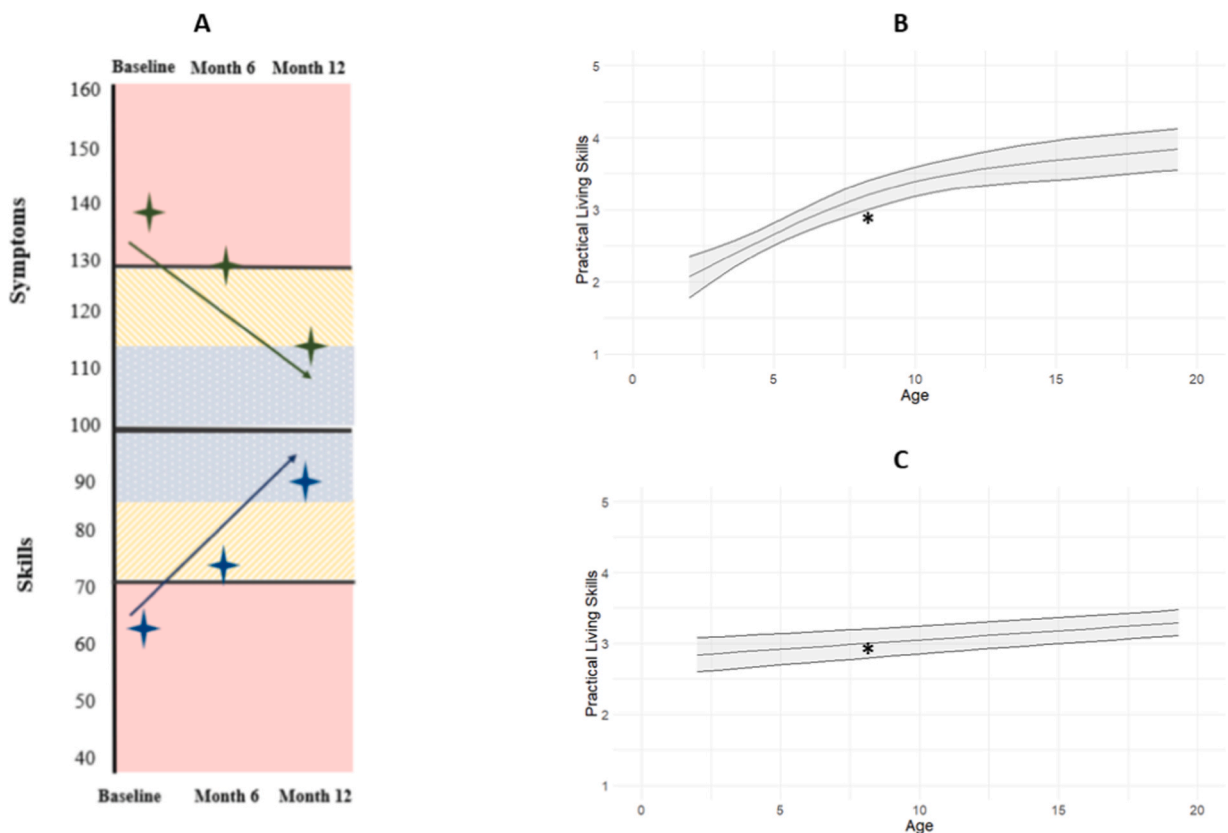 A
Baseline Month 6 Month 12
160
150
140
130
120
110
100
90
80
70
60
50
40
Symptoms
Skills
Baseline Month 6 Month 12
B
5
4
3
2
1
Practical Living Skills
0 5 10 15 20
Age
C
5
4
3
2
1
Practical Living Skills
0 5 10 15 20
Age